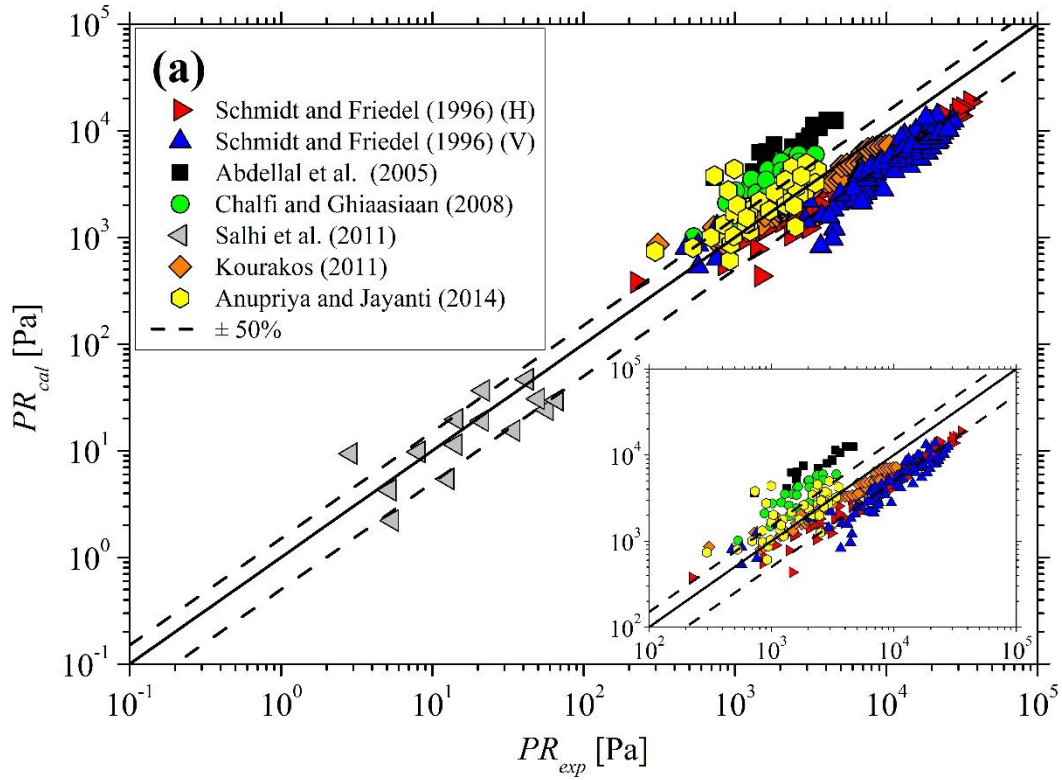 10^5
10^4
10^3
10^2
10^1
10^0
10^-1
PR_cal [Pa]
(a)
Schmidt and Friedel (1996) (H)
Schmidt and Friedel (1996) (V)
Abdellal et al. (2005)
Chalfi and Ghiaasiaan (2008)
Salhi et al. (2011)
Kourakos (2011)
Anupriya and Jayanti (2014)
± 50%
10^5
10^4
10^3
10^2
10^2 10^3 10^4 10^5
10^-1 10^0 10^1 10^2 10^3 10^4 10^5
PR_exp [Pa]